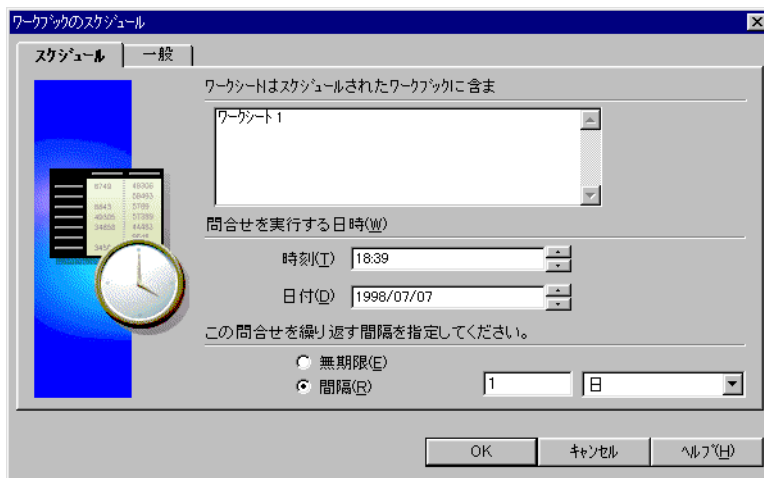 ワークブックのスケジュール
スケジュール 一般
ワークシートはスケジュールされたワークブックに含ま
ワークシート 1
問合せを実行する日時(W)
時刻(T) 18:39
日付(D) 1998/07/07
この問合せを繰り返す間隔を指定してください。
無期限(E)
間隔(R) 1 日
OK キャンセル ヘルプ(H)